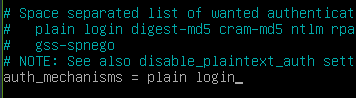 # Space separated list of wanted authenticat
#   plain login digest-md5 cram-md5 ntlm rpa
#   gss-spnego
# NOTE: See also disable_plaintext_auth sett
auth_mechanisms = plain login_